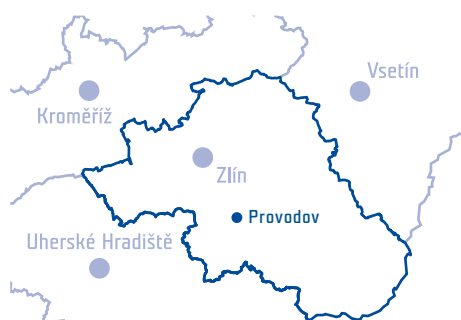 Vsetín
Kroměříž
Zlín
Provodov
Uherské Hradiště